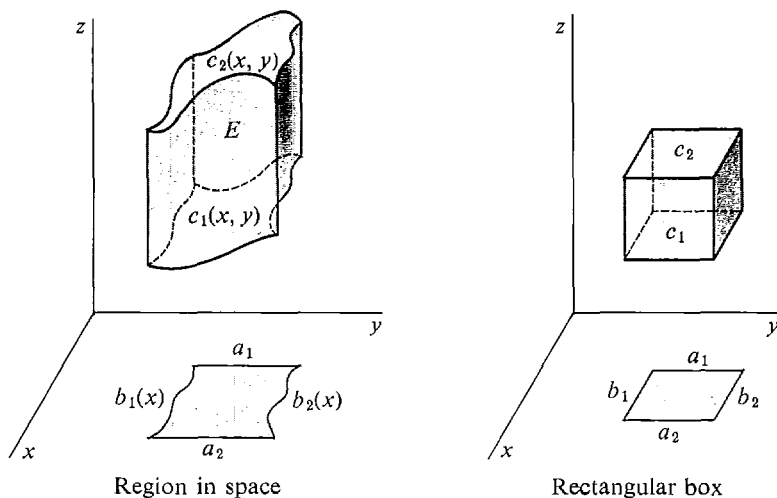 z
c₂(x, y)
E
c₁(x, y)
y
a₁
b₁(x)
b₂(x)
a₂
x
Region in space
z
c₂
c₁
y
a₁
b₁
b₂
a₂
x
Rectangular box